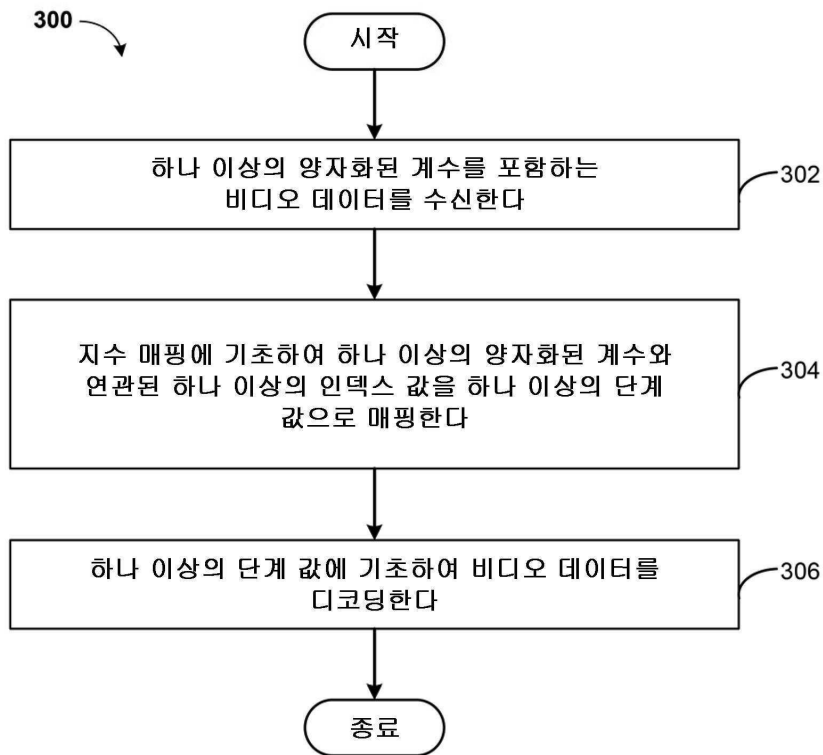 300
시작
하나 이상의 양자화된 계수를 포함하는
비디오 데이터를 수신한다
302
지수 매핑에 기초하여 하나 이상의 양자화된 계수와
연관된 하나 이상의 인덱스 값을 하나 이상의 단계
값으로 매핑한다
304
하나 이상의 단계 값에 기초하여 비디오 데이터를
디코딩한다
306
종료